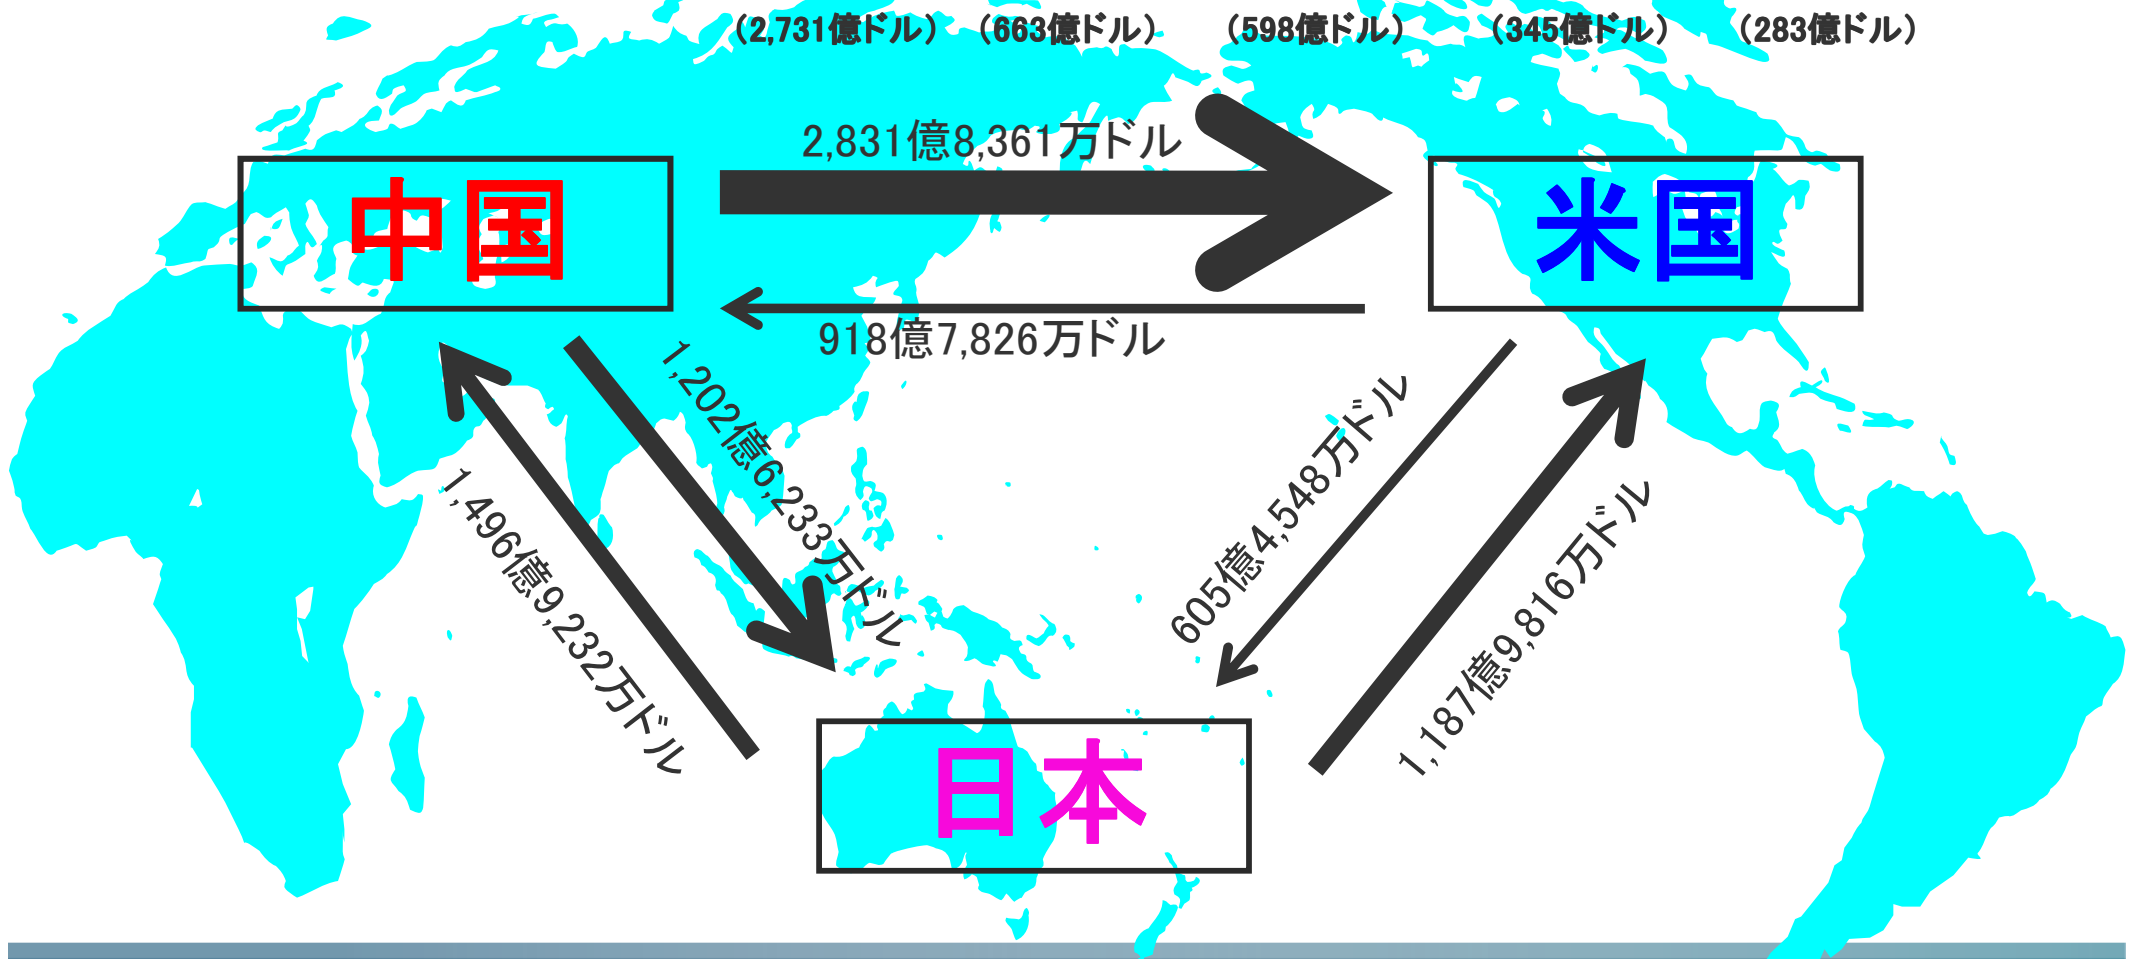 (2,731億ドル) (663億ドル) (598億ドル) (345億ドル) (283億ドル)
2,831億8,361万ドル
中国
米国
918億7,826万ドル
1,202億6,233万ドル
1,496億9,232万ドル
605億4,548万ドル
1,187億9,816万ドル
日本